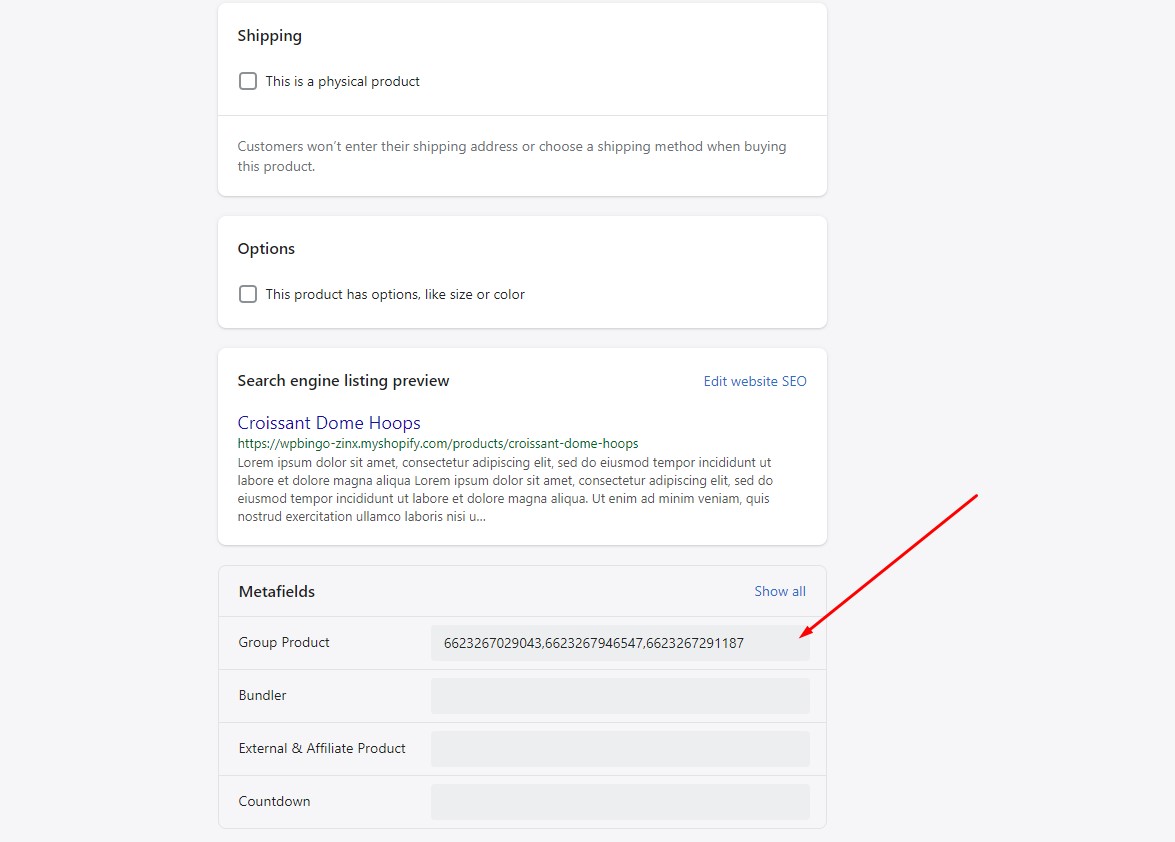 Shipping
This is a physical product
Customers won't enter their shipping address or choose a shipping method when buying
this product.
Options
This product has options, like size or color
Search engine listing preview
Edit website SEO
Croissant Dome Hoops
https://wpbingo-zinx.myshopify.com/products/croissant-dome-hoops
Lorem ipsum dolor sit amet, consectetur adipiscing elit, sed do eiusmod tempor incididunt ut
labore et dolore magna aliqua Lorem ipsum dolor sit amet, consectetur adipiscing elit, sed do
eiusmod tempor incididunt ut labore et dolore magna aliqua. Ut enim ad minim veniam, quis
nostrud exercitation ullamco laboris nisi u...
Metafields
Show all
Group Product
6623267029043,6623267946547,6623267291187
Bundler
External & Affiliate Product
Countdown